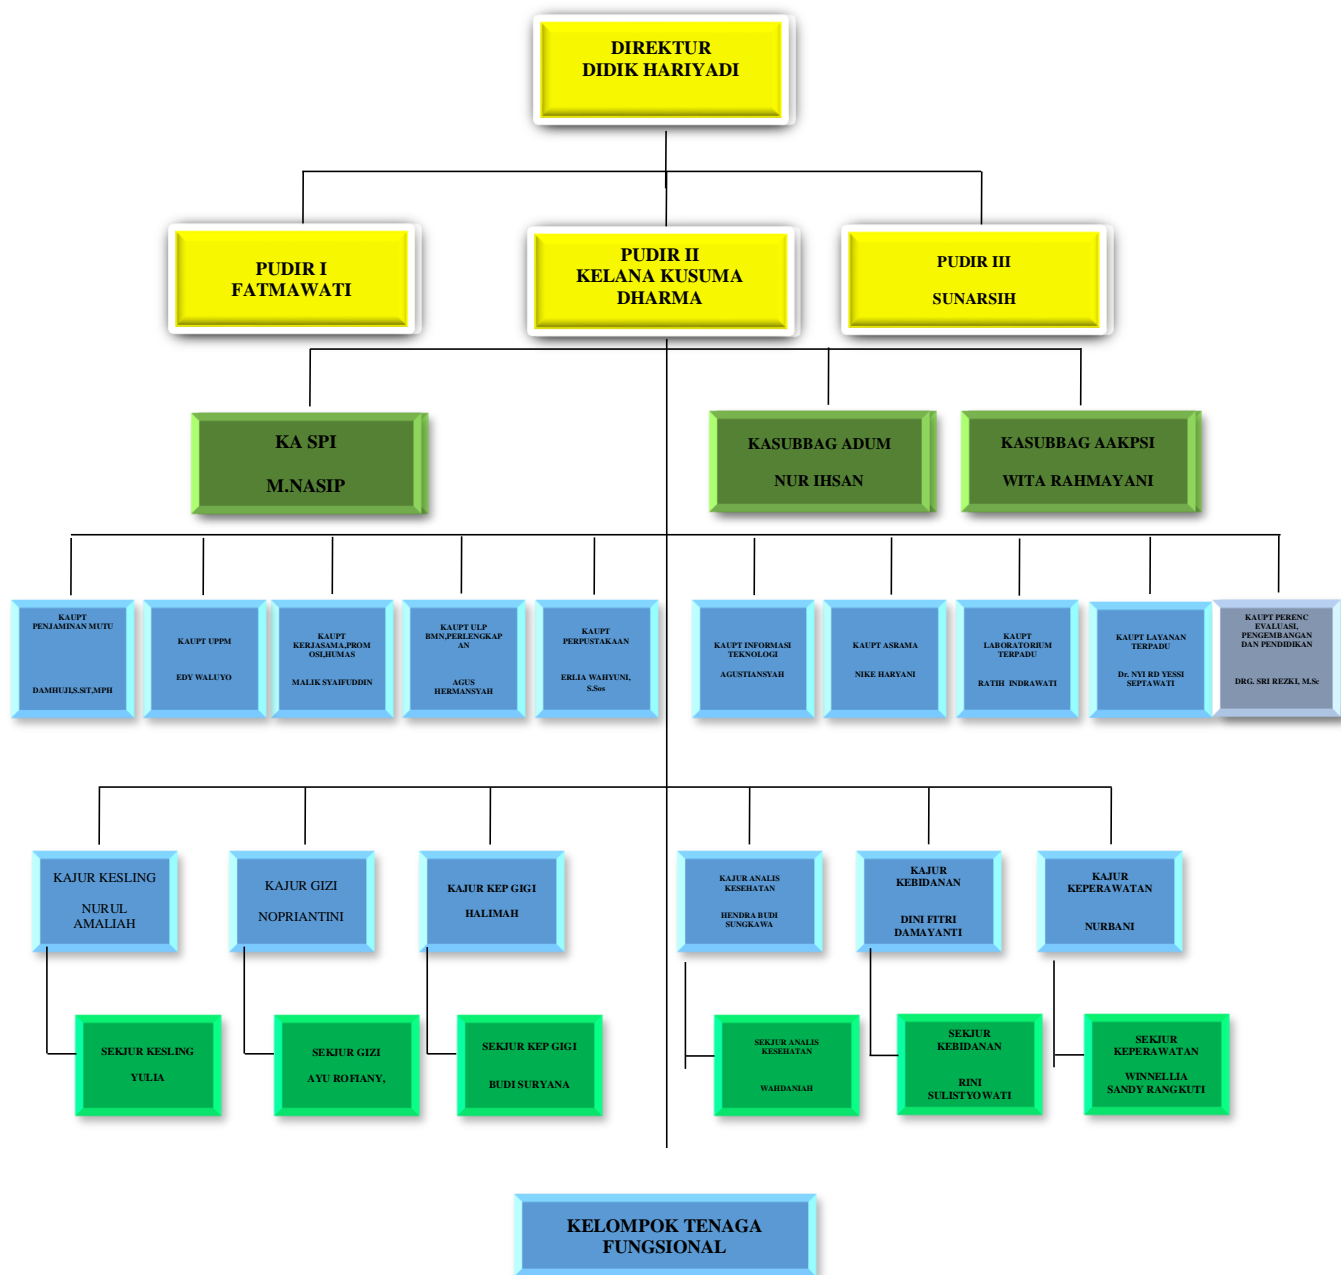 DIREKTUR
DIDIK HARIYADI
PUDIR I
FATMAWATI
PUDIR II
KELANA KUSUMA
DHARMA
PUDIR III
SUNARSIH
KA SPI
M.NASIP
KASUBBAG ADUM
NUR IHSAN
KASUBBAG AAKPSI
WITA RAHMAYANI
KAUPT
PENJAMINAN MUTU
DAMHUJI,S.SIT,MPH
KAUPT UPPM
EDY WALUYO
KAUPT
KERJASAMA,PROM
OSI,HUMAS
MALIK SYAIFUDDIN
KAUPT ULP
BMN,PERLENGKAP
AN
AGUS
HERMANSYAH
KAUPT
PERPUSTAKAAN
ERLIA WAHYUNI,
S.Sos
KAUPT INFORMASI
TEKNOLOGI
AGUSTIANSYAH
KAUPT ASRAMA
NIKE HARYANI
KAUPT
LABORATORIUM
TERPADU
RATIH INDRAWATI
KAUPT LAYANAN
TERPADU
Dr. NYI RD YESSI
SEPTAWATI
KAUPT PERENC
EVALUASI,
PENGEMBANGAN
DAN PENDIDIKAN
DRG. SRI REZKI, M.Sc
KAJUR KESLING
NURUL
AMALIAH
KAJUR GIZI
NOPRIANTINI
KAJUR KEP GIGI
HALIMAH
KAJUR ANALIS
KESEHATAN
HENDRA BUDI
SUNGKAWA
KAJUR
KEBIDANAN
DINI FITRI
DAMAYANTI
KAJUR
KEPERAWATAN
NURBANI
SEKJUR KESLING
YULIA
SEKJUR GIZI
AYU ROFIANY,
SEKJUR KEP GIGI
BUDI SURYANA
SEKJUR ANALIS
KESEHATAN
WAHDANIAH
SEKJUR
KEBIDANAN
RINI
SULISTYOWATI
SEKJUR
KEPERAWATAN
WINNELLIA
SANDY RANGKUTI
KELOMPOK TENAGA
FUNGSIONAL